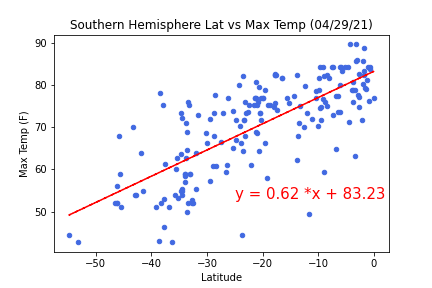 Southern Hemisphere Lat vs Max Temp (04/29/21)
90
80
70
60
50
Max Temp (F)
y = 0.62 *x + 83.23
−50
−40
−30
−20
−10
0
Latitude